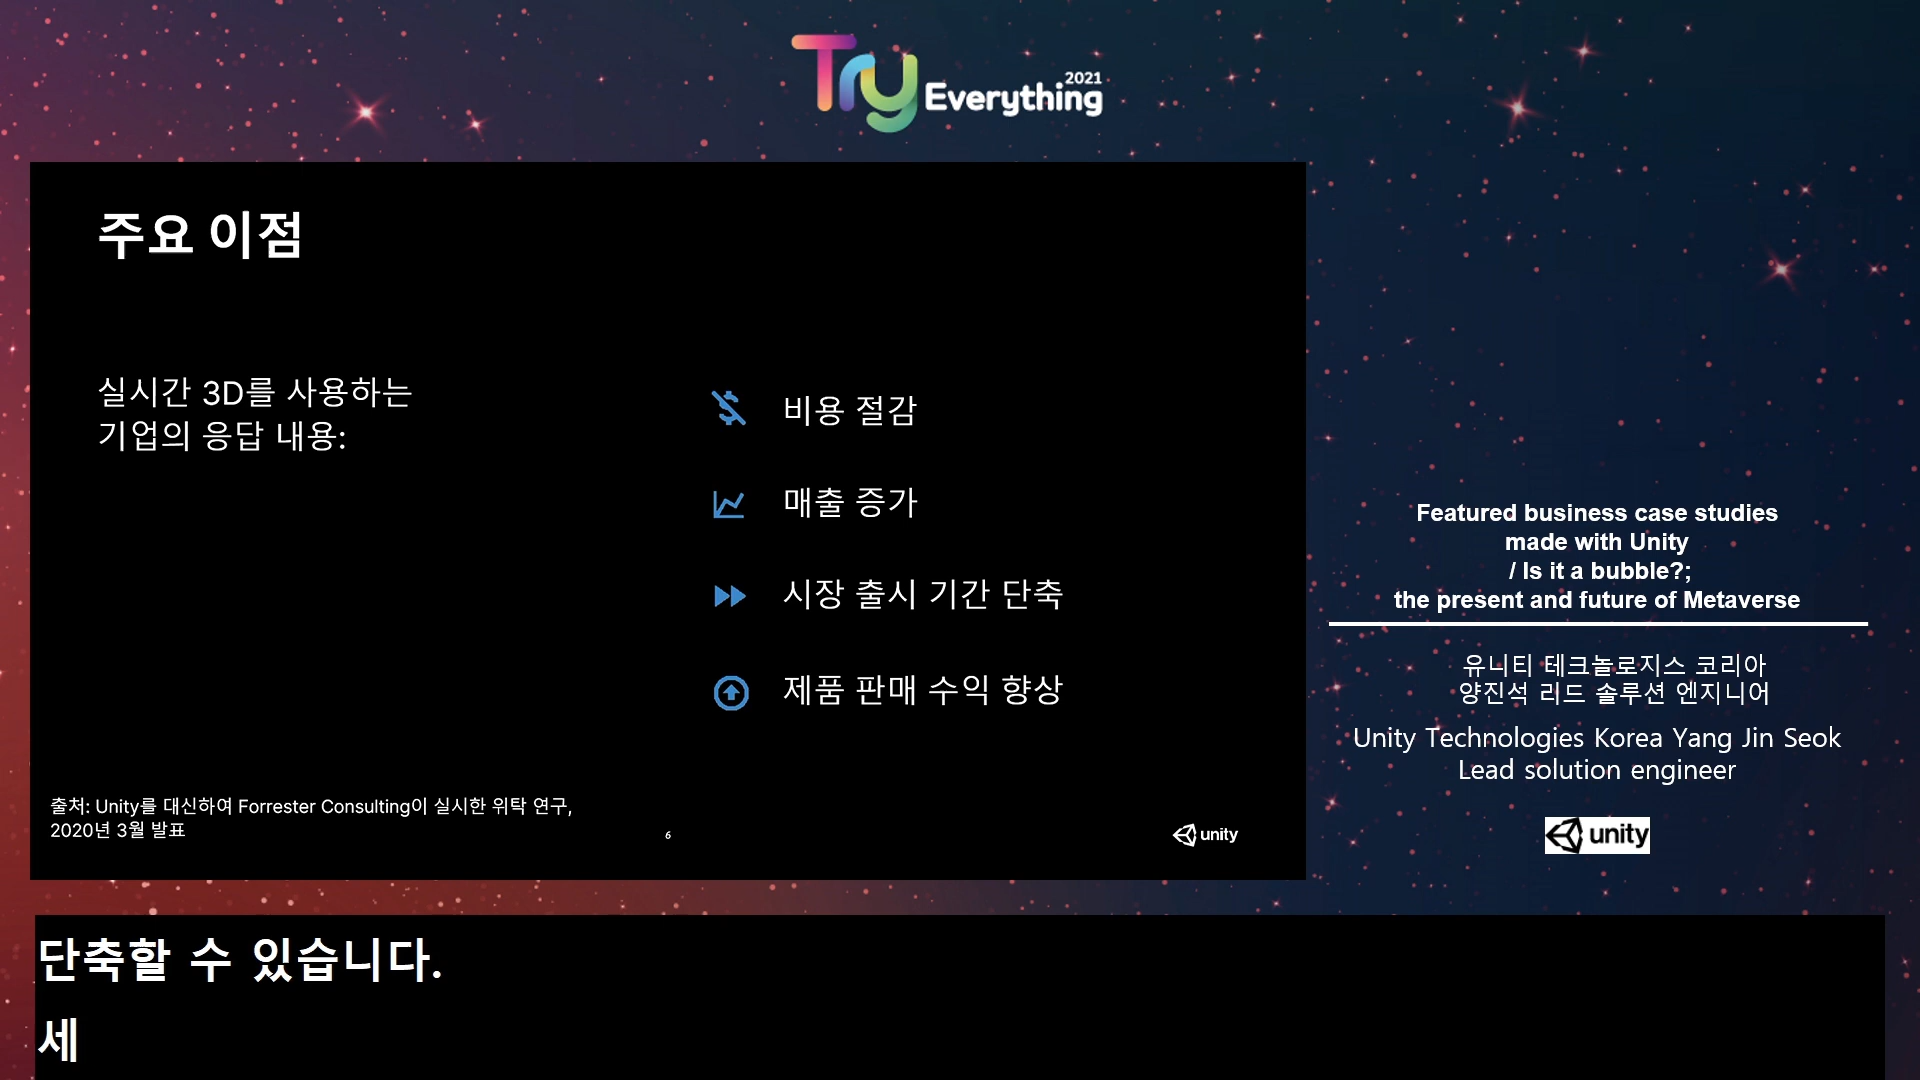 Try Everything 2021
주요 이점
실시간 3D를 사용하는
기업의 응답 내용:
비용 절감
매출 증가
시장 출시 기간 단축
제품 판매 수익 향상
출처: Unity를 대신하여 Forrester Consulting이 실시한 위탁 연구,
2020년 3월 발표
6
unity
Featured business case studies
made with Unity
/ Is it a bubble?;
the present and future of Metaverse
유니티 테크놀로지스 코리아
양진석 리드 솔루션 엔지니어
Unity Technologies Korea Yang Jin Seok
Lead solution engineer
unity
단축할 수 있습니다.
세